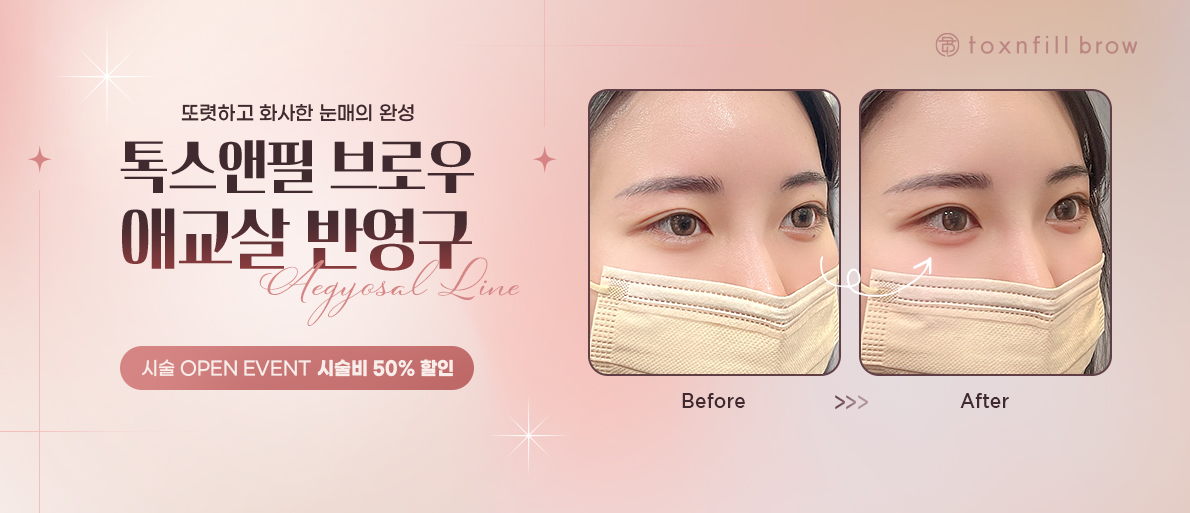 toxnfill brow
또렷하고 화사한 눈매의 완성
톡스앤필 브로우
애교살 반영구
Aegyosal Line
시술 OPEN EVENT 시술비 50% 할인
Before >>> After